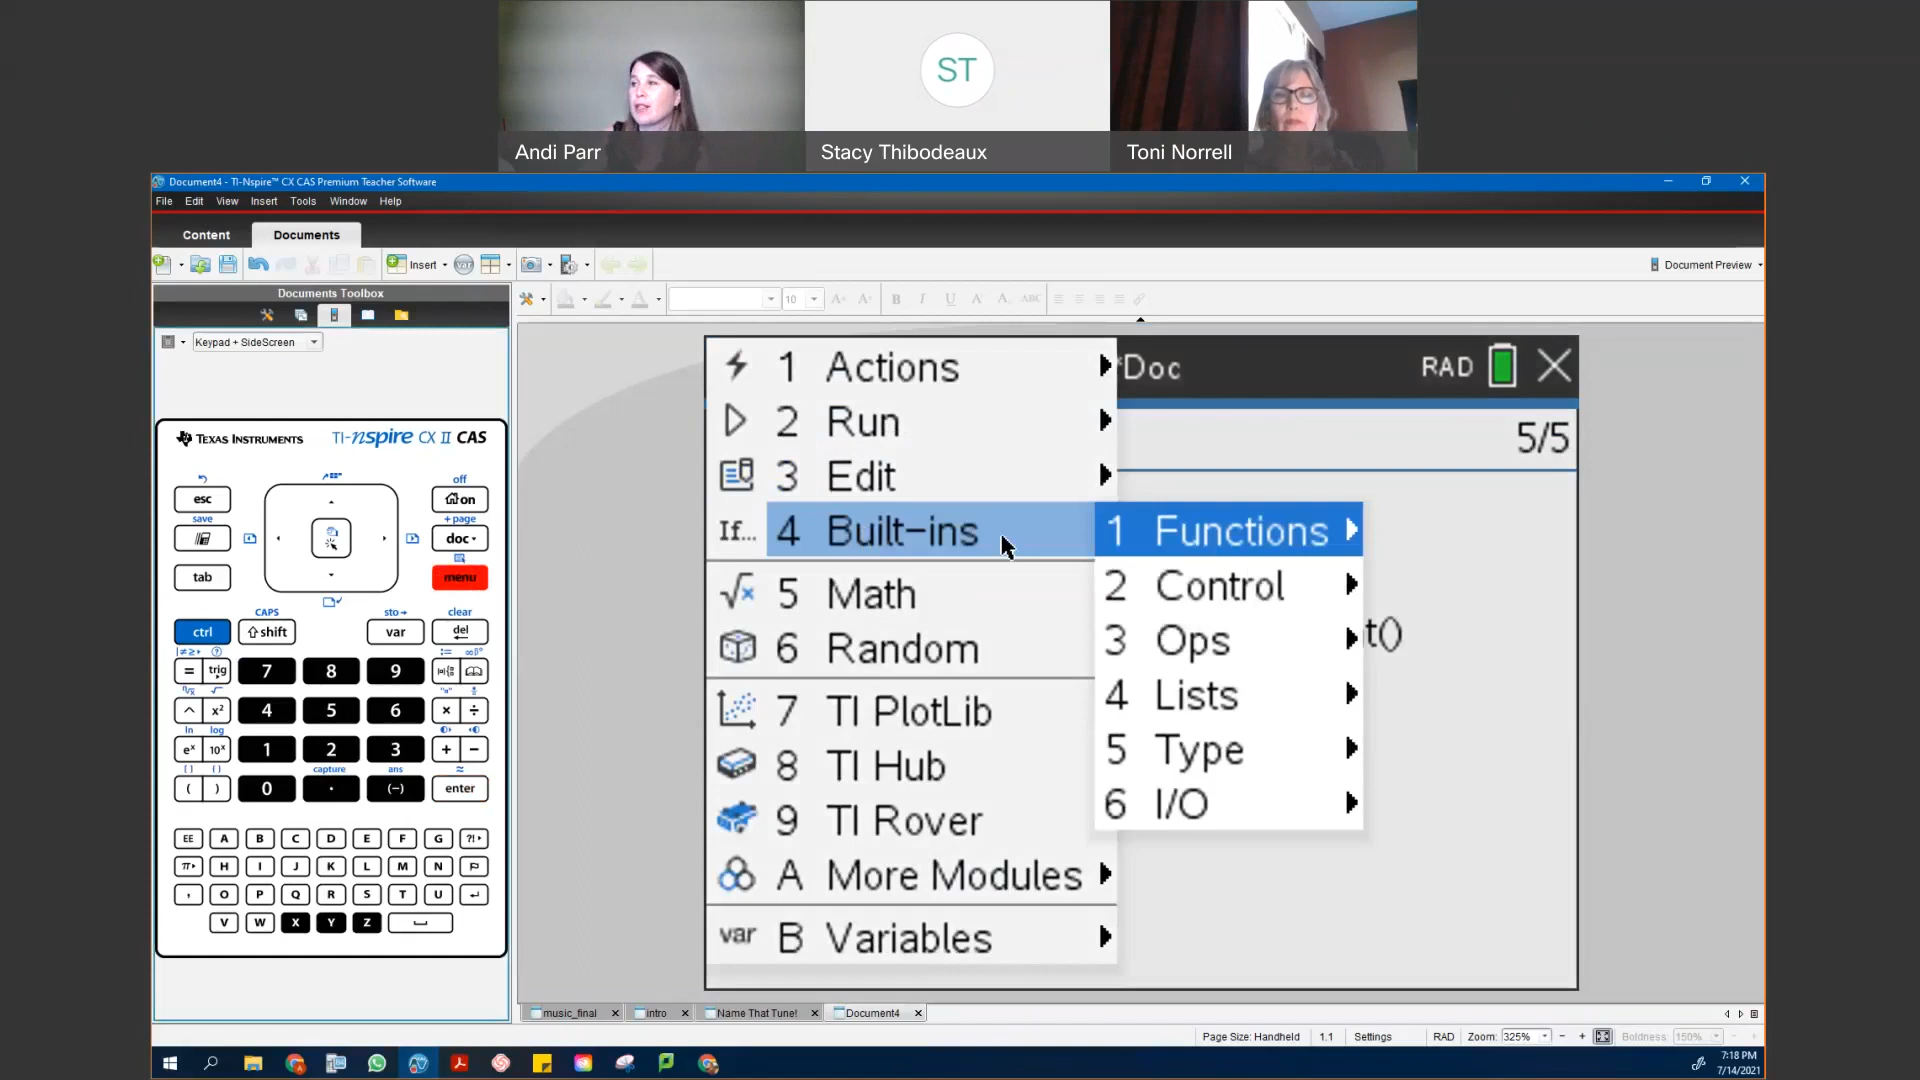 ST
Andi Parr
Stacy Thibodeaux
Toni Norrell
Document4 - TI-Nspire™ CX CAS Premium Teacher Software
File Edit View Insert Tools Window Help
Content Documents
Insert
Document Preview
Documents Toolbox
10
B I U A A ABC
Keypad + SideScreen
1 Actions
2 Run
3 Edit
If... 4 Built-ins
5 Math
6 Random
7 TI PlotLib
8 TI Hub
9 TI Rover
A More Modules
var B Variables
1 Functions
2 Control
3 Ops
4 Lists
5 Type
6 I/O
*Doc RAD
5/5
t()
TEXAS INSTRUMENTS TI-nspire CX II CAS
off
esc on
save + page
doc
tab menu
CAPS sto→ clear
ctrl shift var del
= trig 7 8 9
^ x² 4 5 6 × ÷
ln log
eˣ 10ˣ 1 2 3 + −
{ } ( ) capture ans ≈
( ) 0 . (−) enter
EE A B C D E F G ?!
π H I J K L M N
, O P Q R S T U
V W X Y Z
music_final intro Name That Tune! Document4
Page Size: Handheld 1.1 Settings RAD Zoom: 325% − + Boldness: 150% − +
7:18 PM
7/14/2021